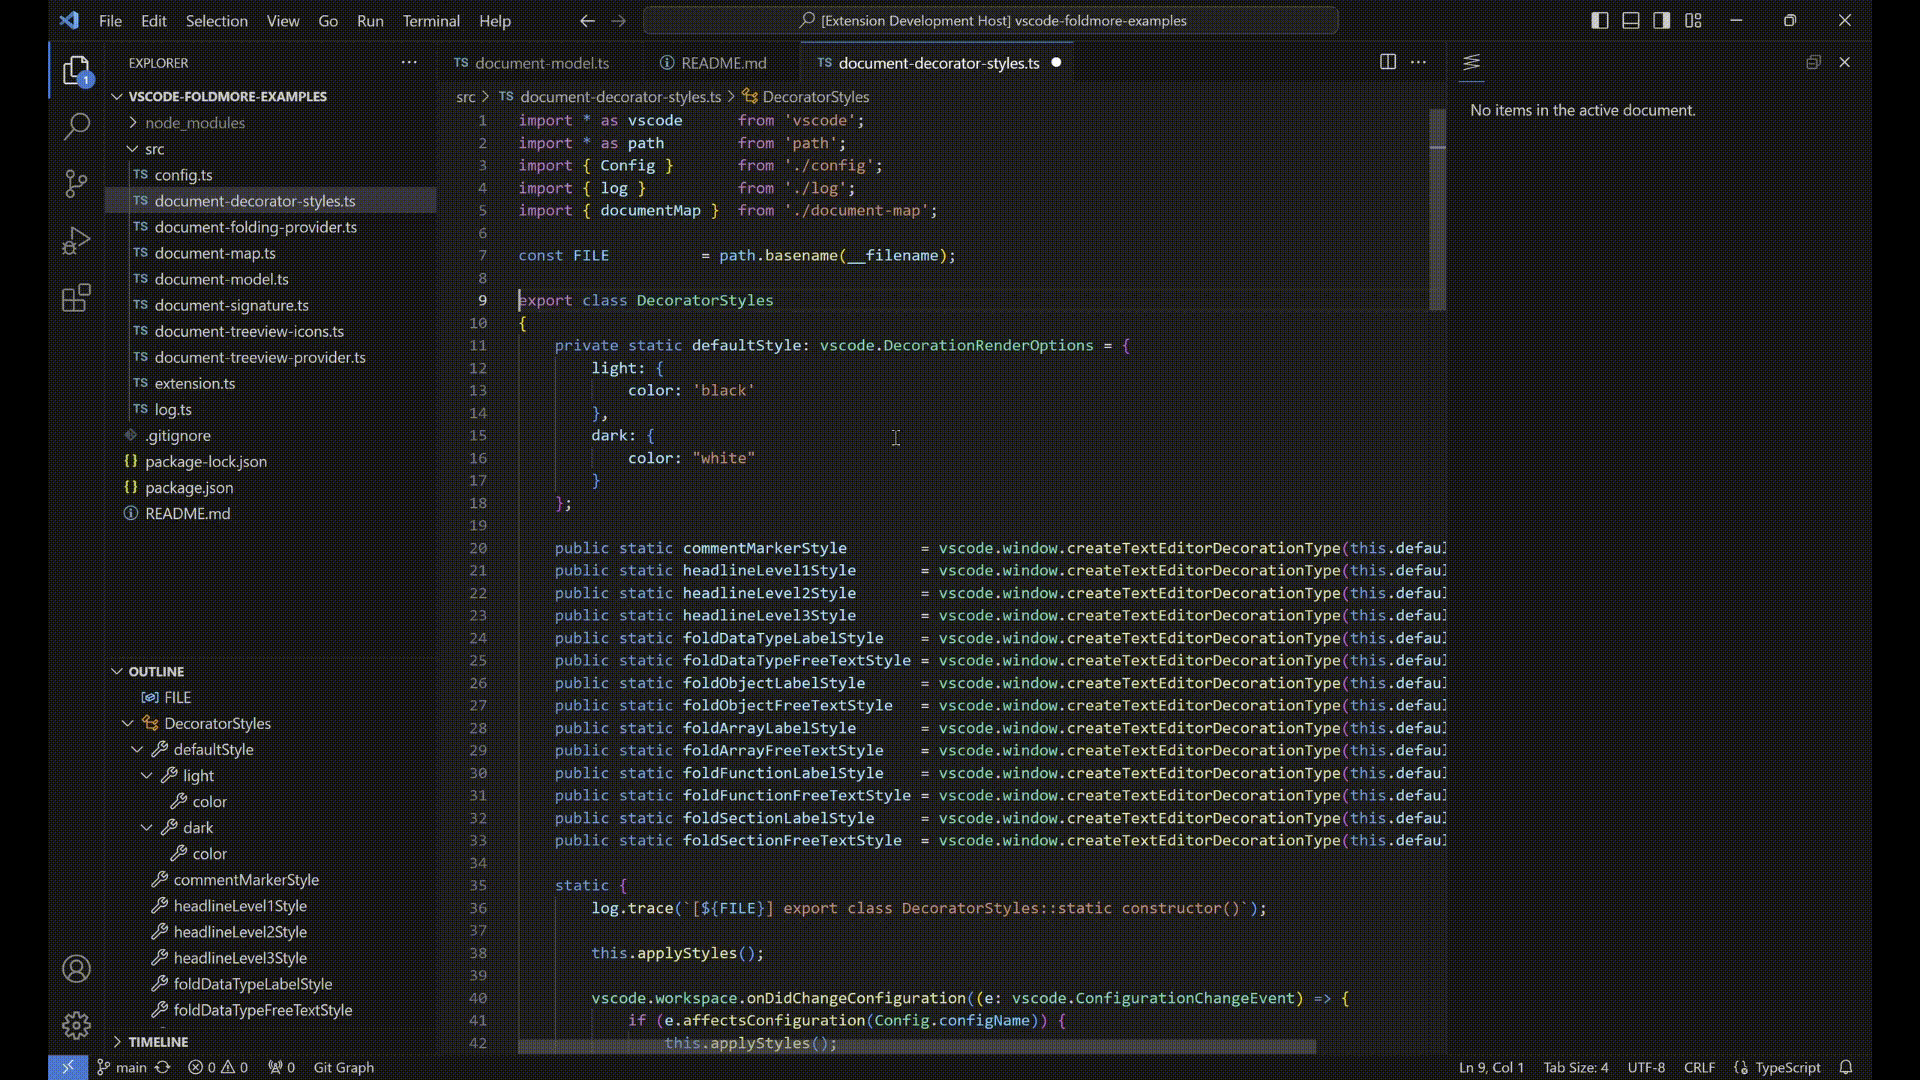 File Edit Selection View Go Run Terminal Help
[Extension Development Host] vscode-foldmore-examples
EXPLORER
VSCODE-FOLDMORE-EXAMPLES
node_modules
src
TS config.ts
TS document-decorator-styles.ts
TS document-folding-provider.ts
TS document-map.ts
TS document-model.ts
TS document-signature.ts
TS document-treeview-icons.ts
TS document-treeview-provider.ts
TS extension.ts
TS log.ts
.gitignore
{} package-lock.json
{} package.json
README.md
OUTLINE
FILE
DecoratorStyles
defaultStyle
light
color
dark
color
commentMarkerStyle
headlineLevel1Style
headlineLevel2Style
headlineLevel3Style
foldDataTypeLabelStyle
foldDataTypeFreeTextStyle
TIMELINE
1
TS document-model.ts README.md TS document-decorator-styles.ts
src > TS document-decorator-styles.ts > DecoratorStyles
1 import * as vscode      from 'vscode';
2 import * as path        from 'path';
3 import { Config }       from './config';
4 import { log }          from './log';
5 import { documentMap }  from './document-map';
6
7 const FILE          = path.basename(__filename);
8
9 export class DecoratorStyles
10 {
11     private static defaultStyle: vscode.DecorationRenderOptions = {
12         light: {
13             color: 'black'
14         },
15         dark: {
16             color: "white"
17         }
18     };
19
20     public static commentMarkerStyle        = vscode.window.createTextEditorDecorationType(this.defau
21     public static headlineLevel1Style       = vscode.window.createTextEditorDecorationType(this.defau
22     public static headlineLevel2Style       = vscode.window.createTextEditorDecorationType(this.defau
23     public static headlineLevel3Style       = vscode.window.createTextEditorDecorationType(this.defau
24     public static foldDataTypeLabelStyle    = vscode.window.createTextEditorDecorationType(this.defau
25     public static foldDataTypeFreeTextStyle = vscode.window.createTextEditorDecorationType(this.defau
26     public static foldObjectLabelStyle      = vscode.window.createTextEditorDecorationType(this.defau
27     public static foldObjectFreeTextStyle   = vscode.window.createTextEditorDecorationType(this.defau
28     public static foldArrayLabelStyle       = vscode.window.createTextEditorDecorationType(this.defau
29     public static foldArrayFreeTextStyle    = vscode.window.createTextEditorDecorationType(this.defau
30     public static foldFunctionLabelStyle    = vscode.window.createTextEditorDecorationType(this.defau
31     public static foldFunctionFreeTextStyle = vscode.window.createTextEditorDecorationType(this.defau
32     public static foldSectionLabelStyle     = vscode.window.createTextEditorDecorationType(this.defau
33     public static foldSectionFreeTextStyle  = vscode.window.createTextEditorDecorationType(this.defau
34
35     static {
36         log.trace(`[${FILE}] export class DecoratorStyles::static constructor()`);
37
38         this.applyStyles();
39
40         vscode.workspace.onDidChangeConfiguration((e: vscode.ConfigurationChangeEvent) => {
41             if (e.affectsConfiguration(Config.configName)) {
42                 this.applyStyles();
No items in the active document.
main 0 0 0 Git Graph
Ln 9, Col 1 Tab Size: 4 UTF-8 CRLF {} TypeScript